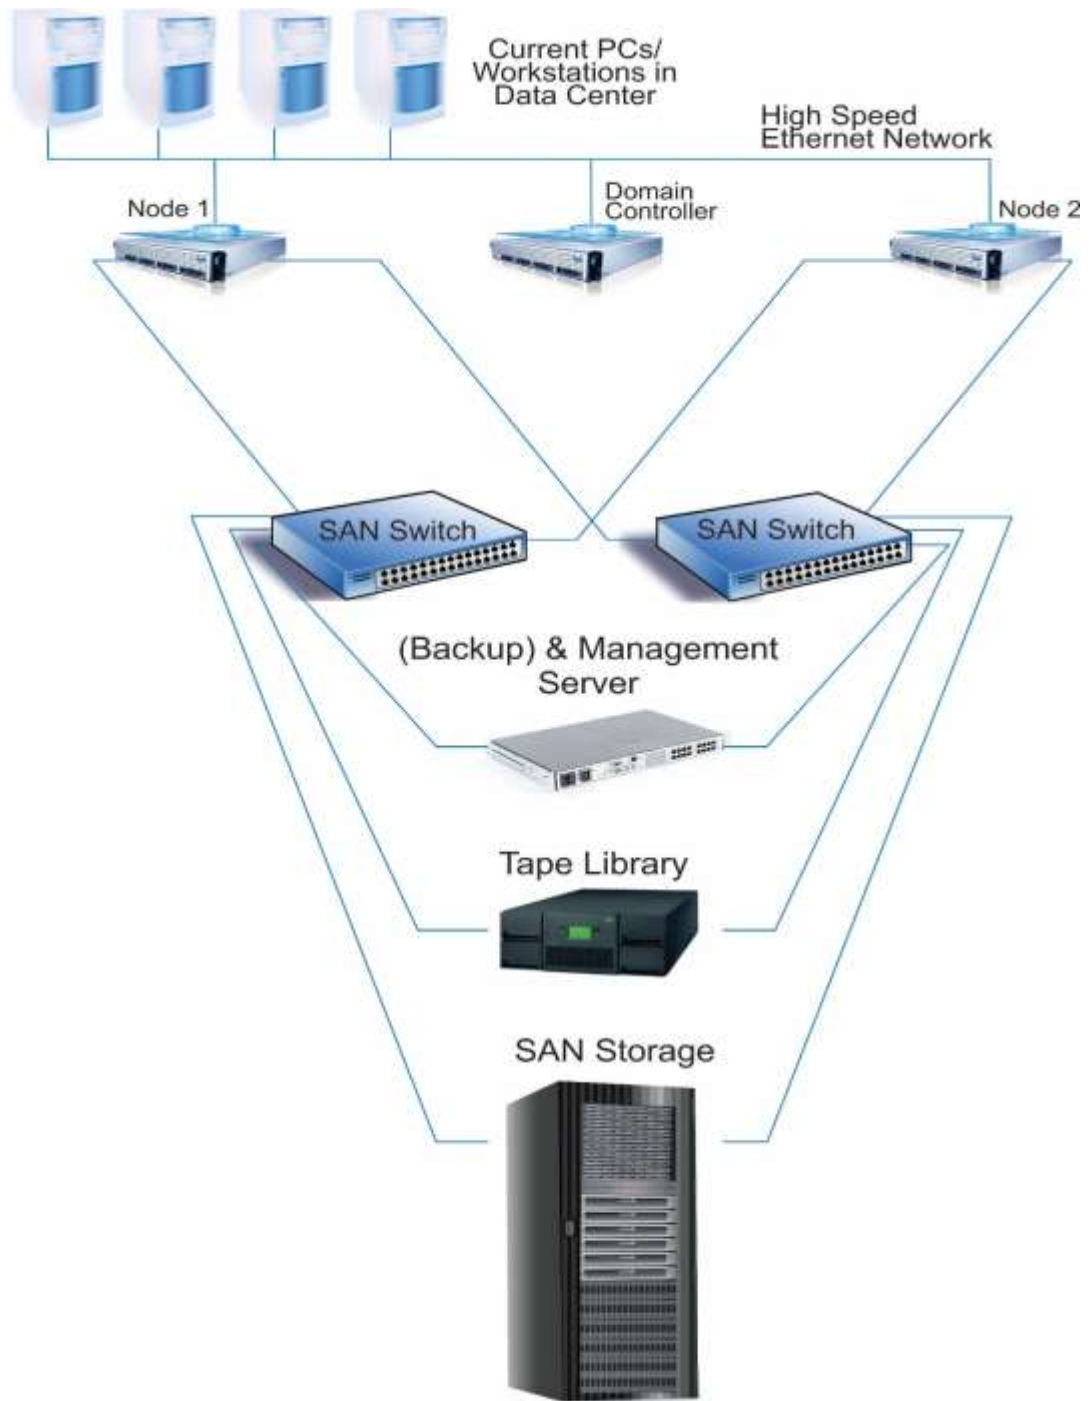 Current PCs/
Workstations in
Data Center
High Speed
Ethernet Network
Node 1
Domain
Controller
Node 2
SAN Switch
SAN Switch
(Backup) & Management
Server
Tape Library
SAN Storage